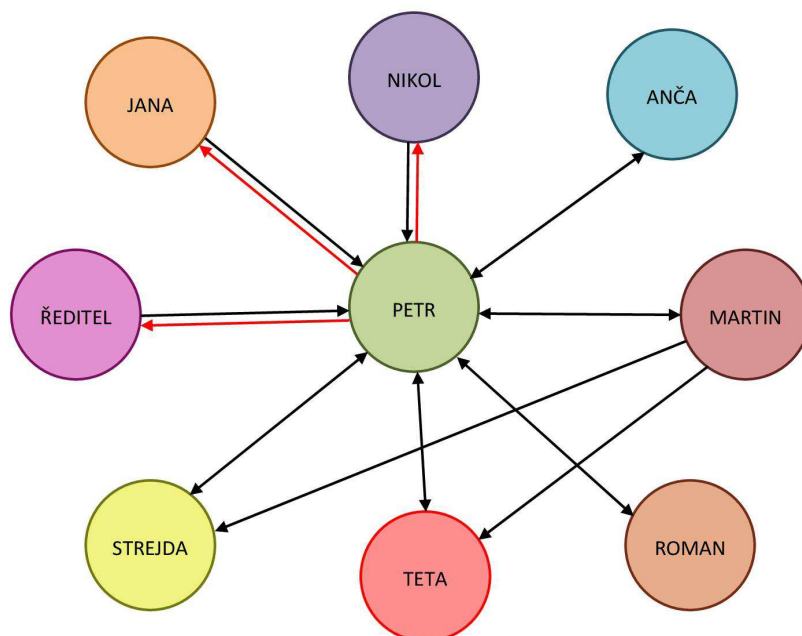 JANA
NIKOL
ANČA
ŘEDITEL
PETR
MARTIN
STREJDA
TETA
ROMAN